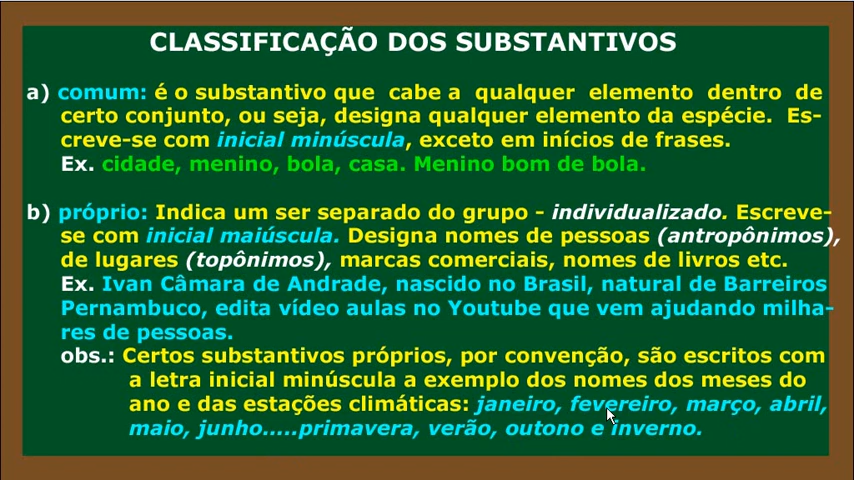 CLASSIFICAÇÃO DOS SUBSTANTIVOS
a) comum: é o substantivo que cabe a qualquer elemento dentro de
certo conjunto, ou seja, designa qualquer elemento da espécie. Es-
creve-se com inicial minúscula, exceto em inícios de frases.
Ex. cidade, menino, bola, casa. Menino bom de bola.
b) próprio: Indica um ser separado do grupo - individualizado. Escreve-
se com inicial maiúscula. Designa nomes de pessoas (antropônimos),
de lugares (topônimos), marcas comerciais, nomes de livros etc.
Ex. Ivan Câmara de Andrade, nascido no Brasil, natural de Barreiros
Pernambuco, edita vídeo aulas no Youtube que vem ajudando milha-
res de pessoas.
obs.: Certos substantivos próprios, por convenção, são escritos com
a letra inicial minúscula a exemplo dos nomes dos meses do
ano e das estações climáticas: janeiro, fevereiro, março, abril,
maio, junho.....primavera, verão, outono e inverno.